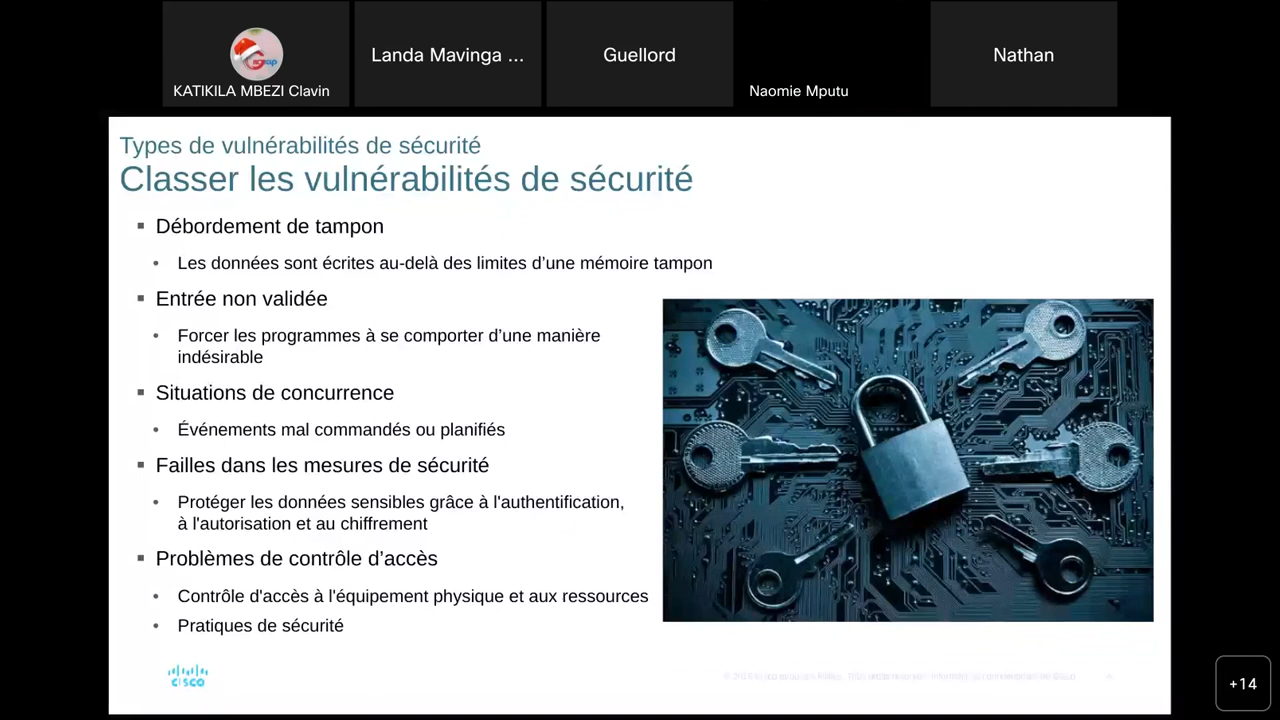 KATIKILA MBEZI Clavin
Landa Mavinga ...
Guellord
Naomie Mputu
Nathan
Types de vulnérabilités de sécurité
Classer les vulnérabilités de sécurité
Débordement de tampon
Les données sont écrites au-delà des limites d’une mémoire tampon
Entrée non validée
Forcer les programmes à se comporter d’une manière
indésirable
Situations de concurrence
Événements mal commandés ou planifiés
Failles dans les mesures de sécurité
Protéger les données sensibles grâce à l'authentification,
à l'autorisation et au chiffrement
Problèmes de contrôle d’accès
Contrôle d'accès à l'équipement physique et aux ressources
Pratiques de sécurité
CISCO
+14